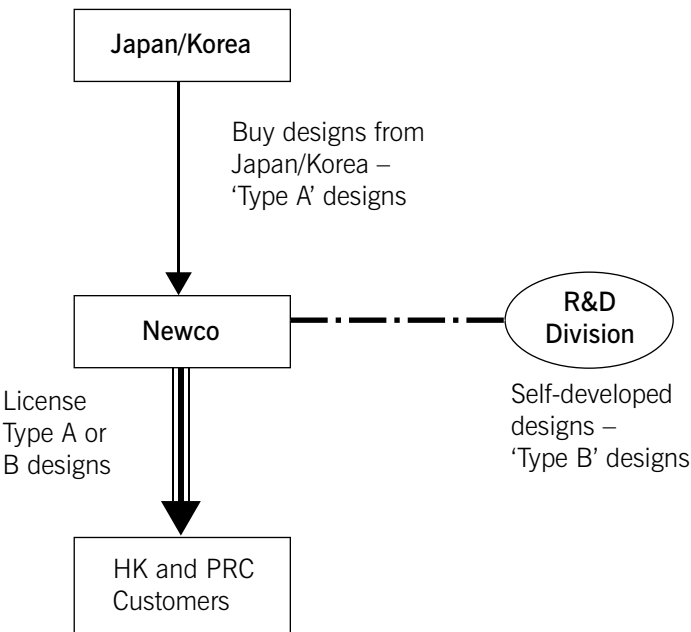 Japan/Korea
Buy designs from
Japan/Korea –
‘Type A’ designs
Newco
R&D
Division
License
Type A or
B designs
Self-developed
designs –
‘Type B’ designs
HK and PRC
Customers